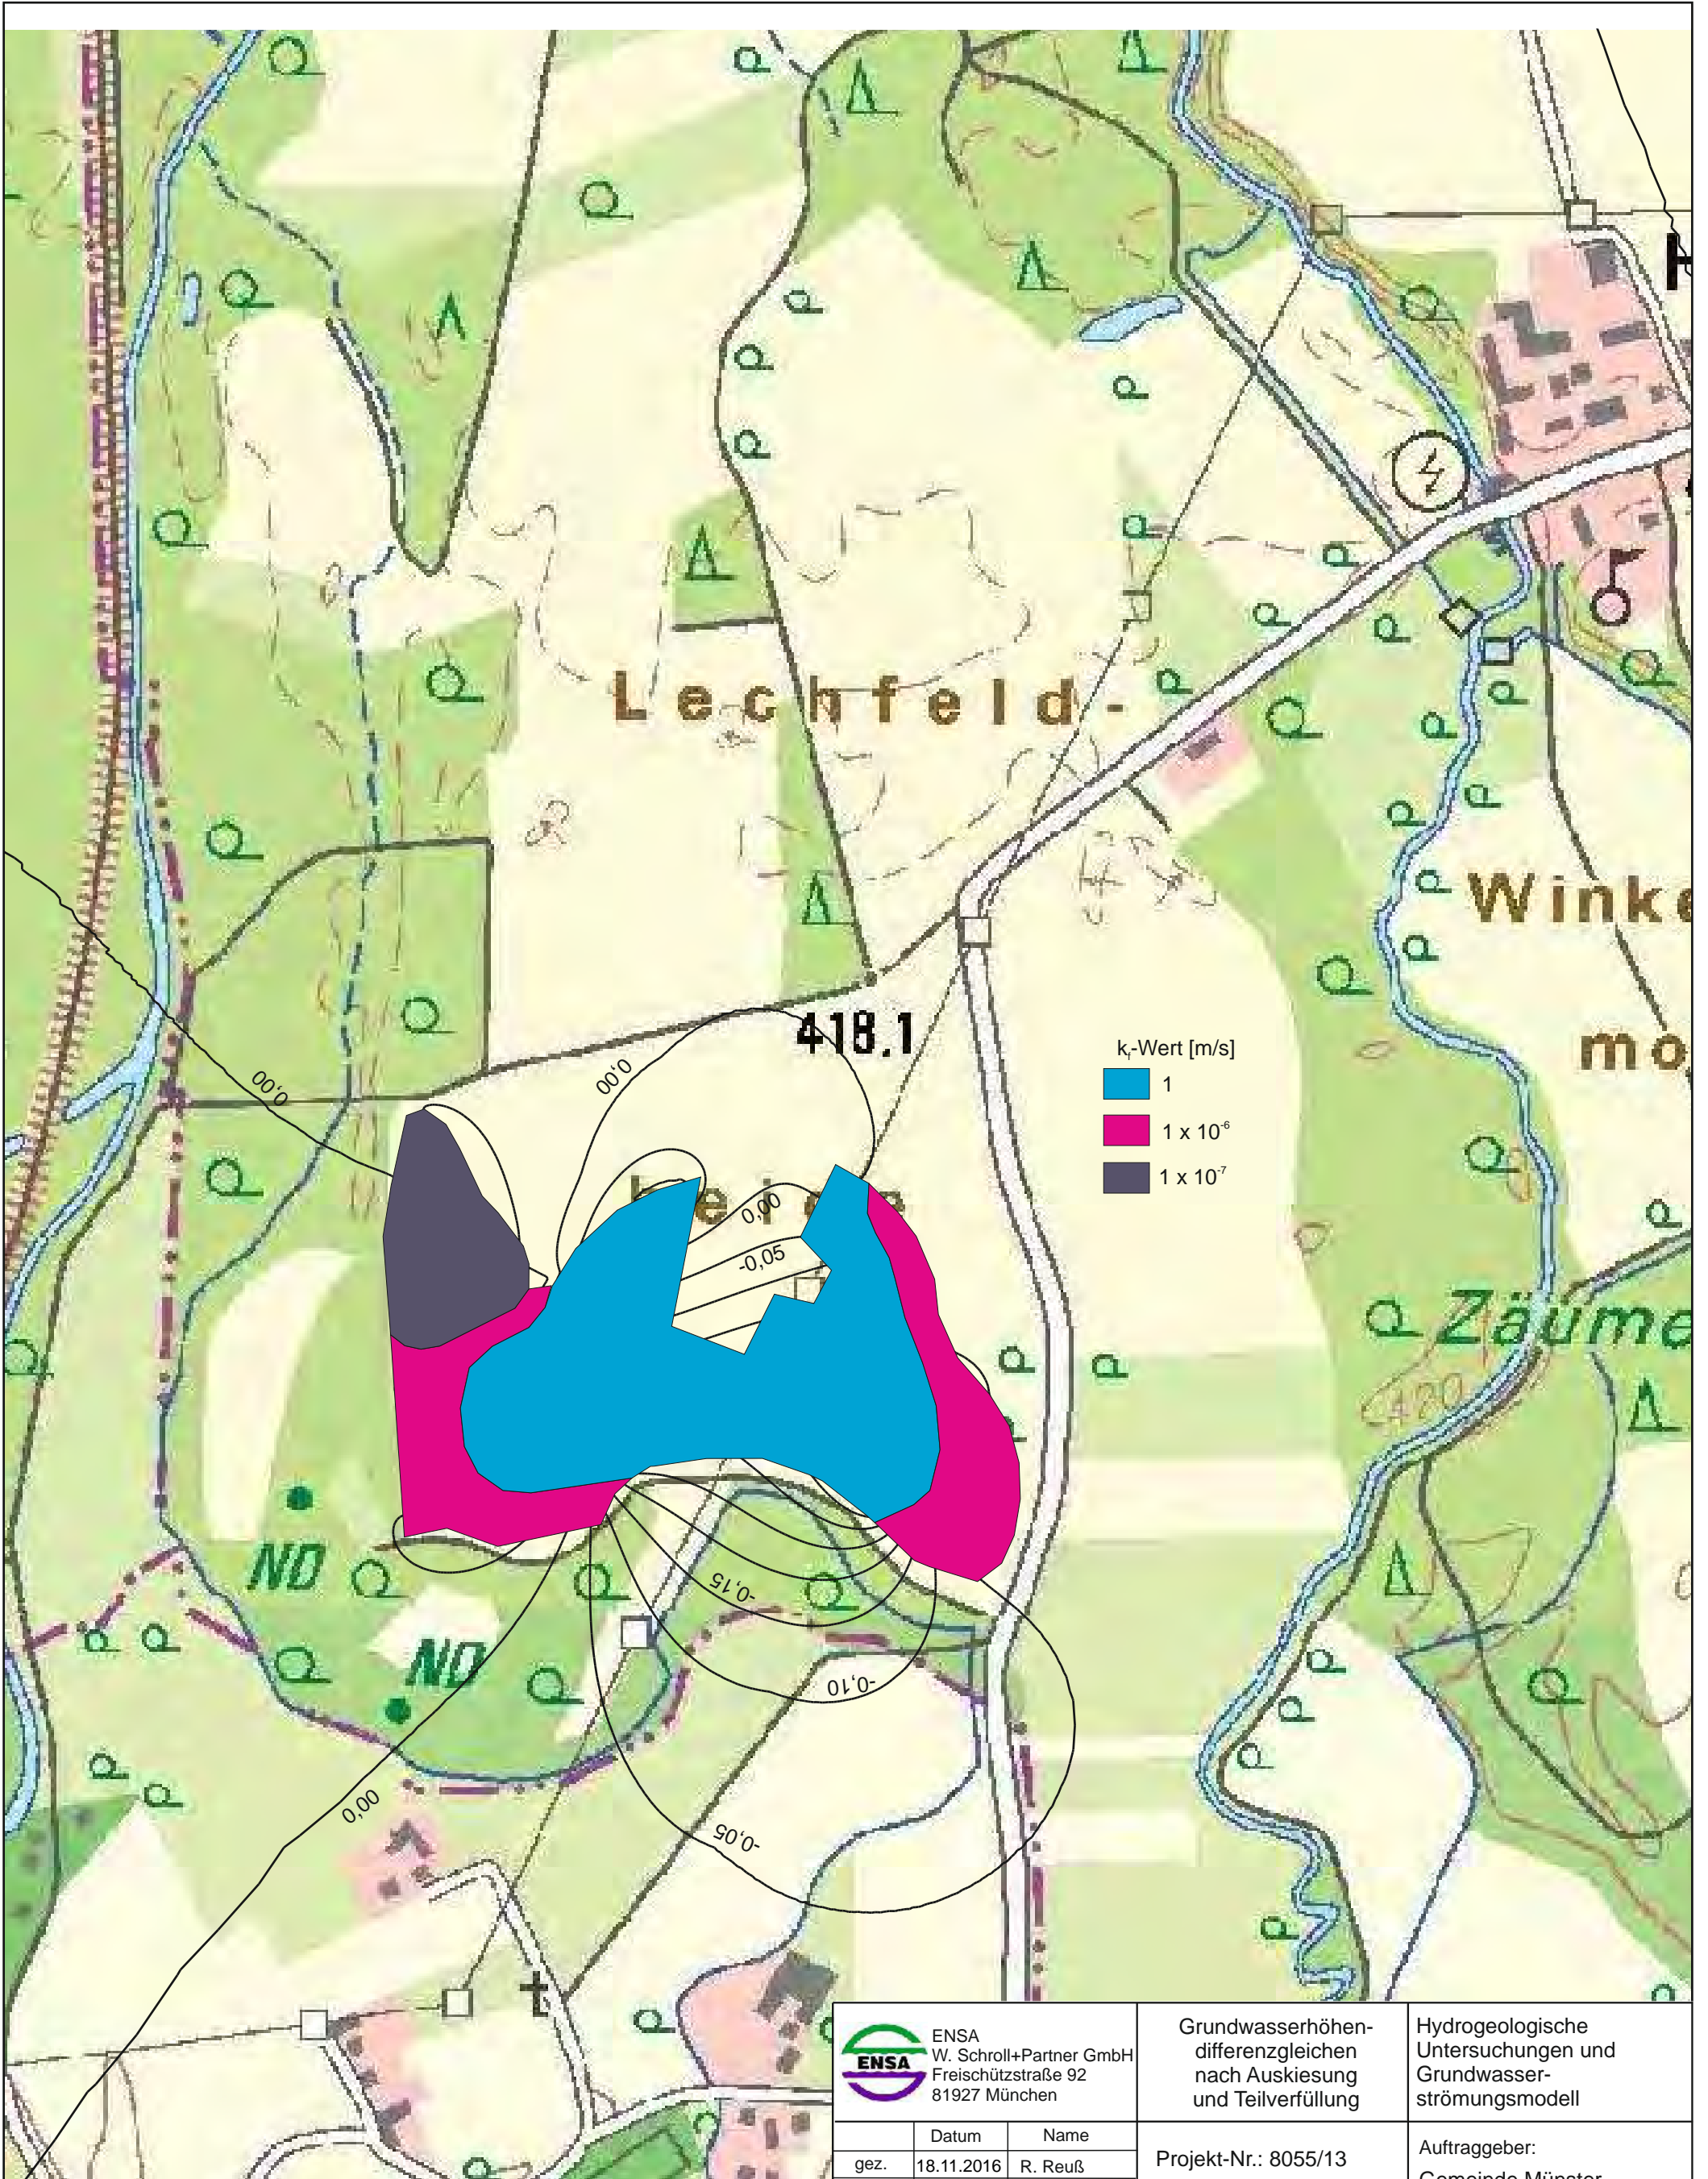 Lechfeld-
Winke
mo
418.1
kf-Wert [m/s]
1
1 x 10-6
1 x 10-7
0,00
0,00
0,00
-0,05
Zäume
420
ND
ND
-0,15
-0,10
0,00
-0,05
ENSA
ENSA
W. Schroll+Partner GmbH
Freischützstraße 92
81927 München
Grundwasserhöhen-
differenzgleichen
nach Auskiesung
und Teilverfüllung
Hydrogeologische
Untersuchungen und
Grundwasser-
strömungsmodell
Datum
Name
gez.
18.11.2016
R. Reuß
Projekt-Nr.: 8055/13
Auftraggeber:
Gemeinde Münster